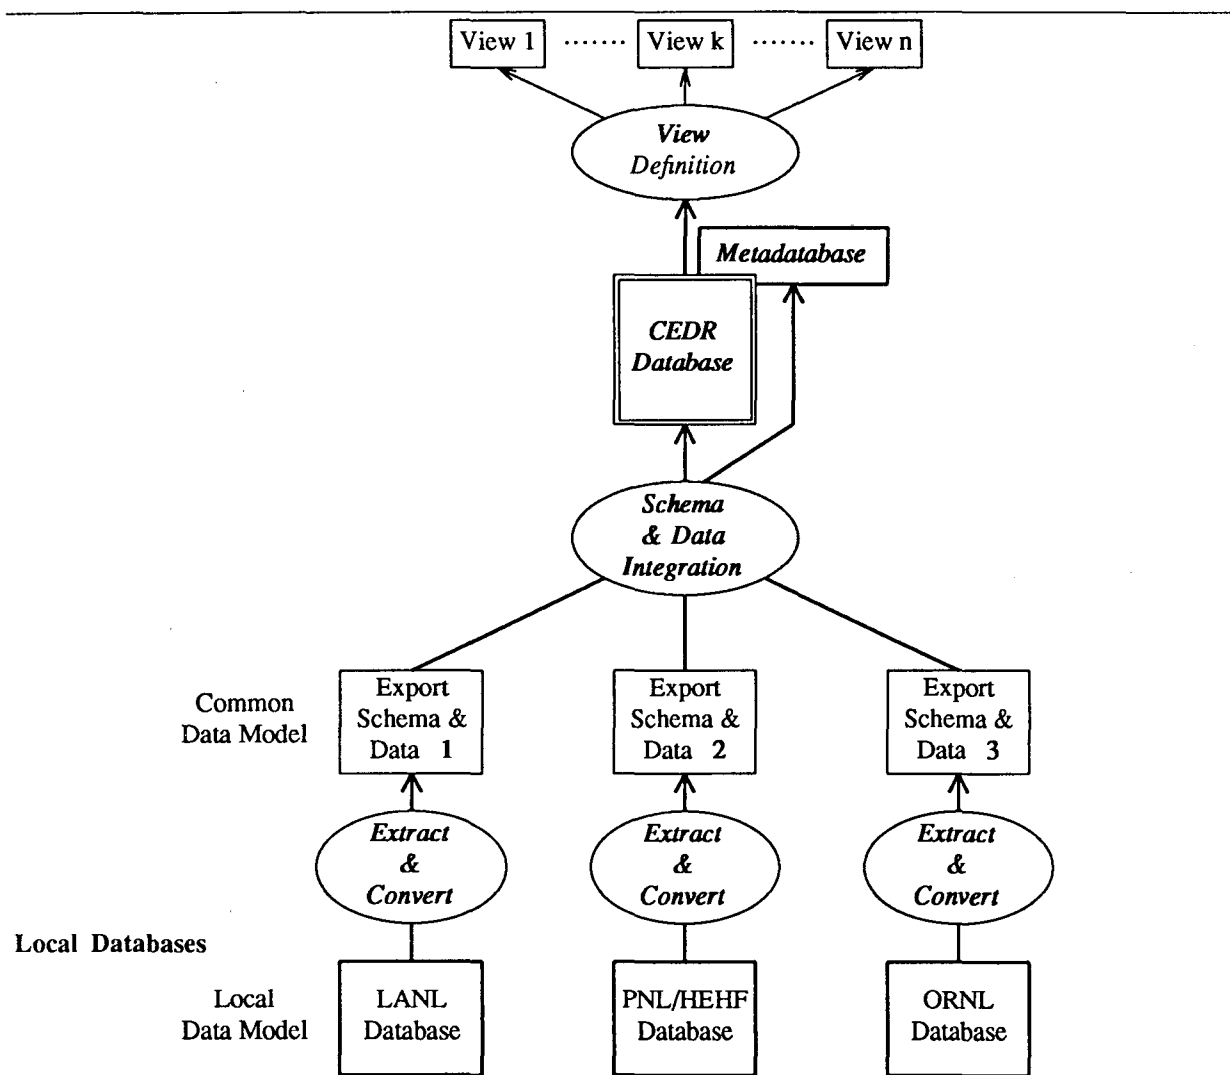 View 1 ....... View k ....... View n
View
Definition
Metadatabase
CEDR
Database
Schema
& Data
Integration
Common
Data Model
Export
Schema &
Data 1
Export
Schema &
Data 2
Export
Schema &
Data 3
Extract
&
Convert
Extract
&
Convert
Extract
&
Convert
Local Databases
Local
Data Model
LANL
Database
PNL/HEHF
Database
ORNL
Database